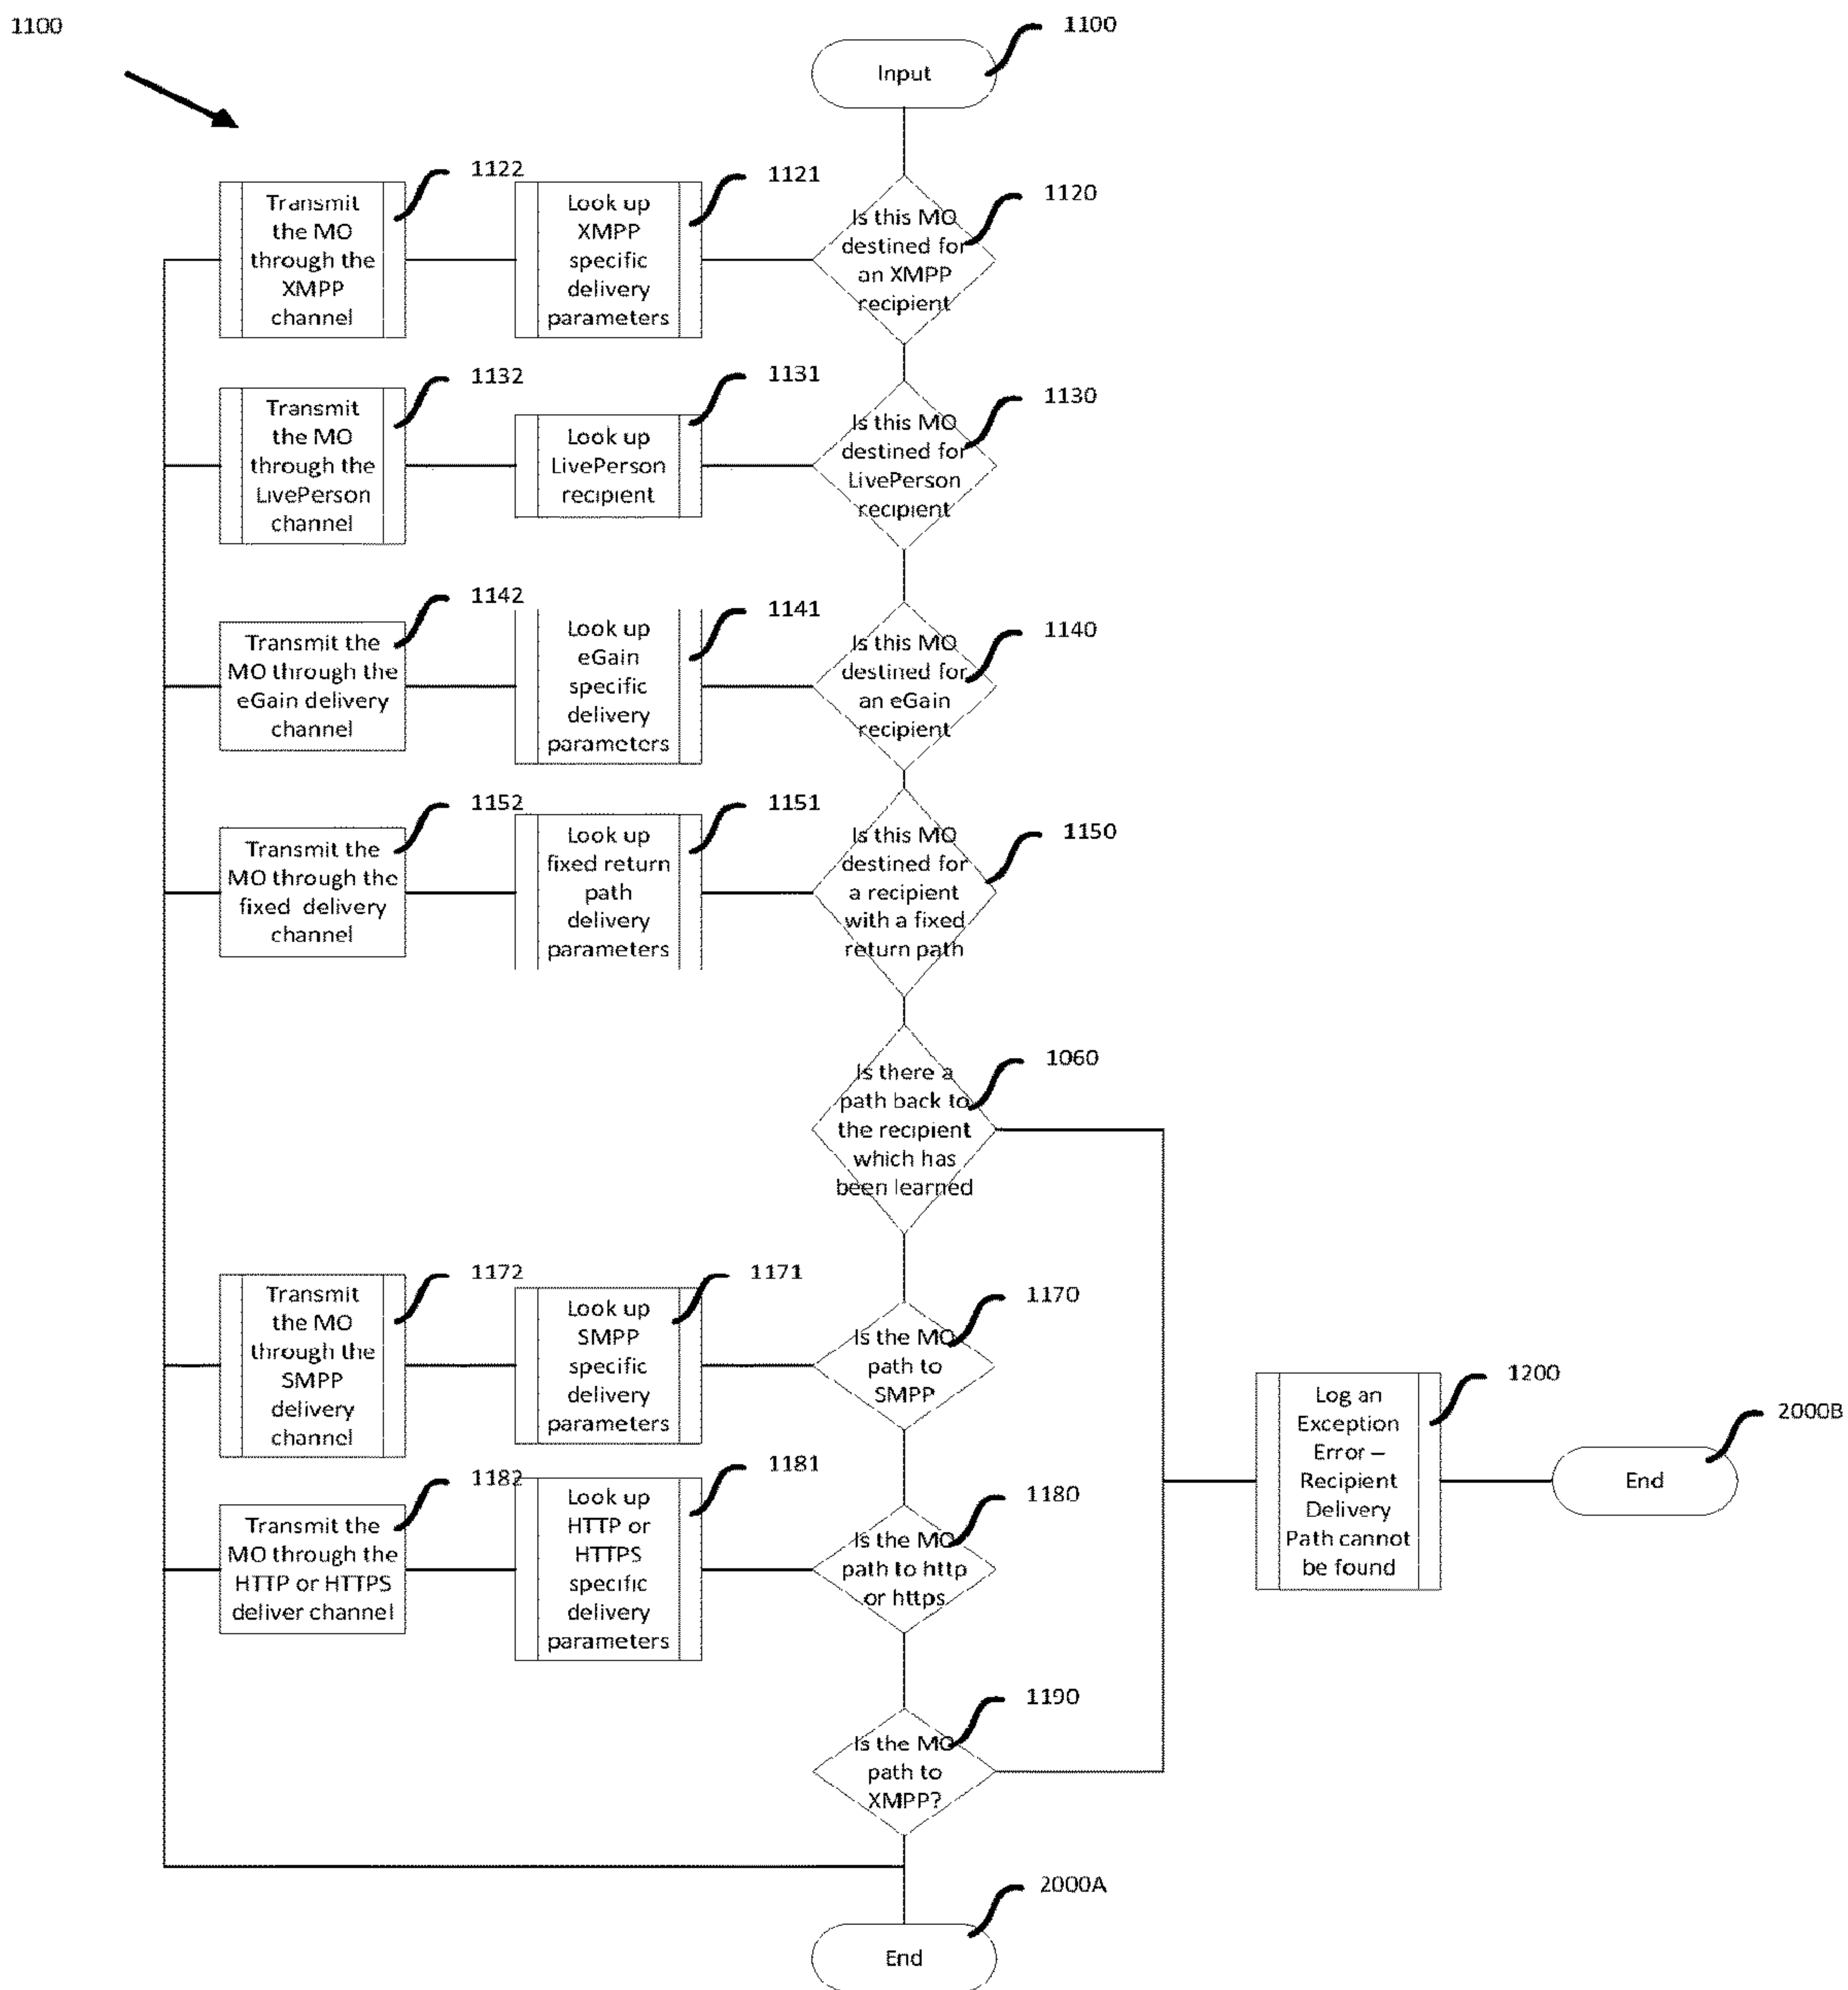 1100
1100
Input
1122
Transmit
the MO
through the
XMPP
channel
1121
Look up
XMPP
specific
delivery
parameters
1120
Is this MO
destined for
an XMPP
recipient
1132
Transmit
the MO
through the
LivePerson
channel
1131
Look up
LivePerson
recipient
1130
Is this MO
destined for
LivePerson
recipient
1142
Transmit the
MO through the
eGain delivery
channel
1141
Look up
eGain
specific
delivery
parameters
1140
Is this MO
destined for
an eGain
recipient
1152
Transmit the
MO through the
fixed delivery
channel
1151
Look up
fixed return
path
delivery
parameters
1150
Is this MO
destined for
a recipient
with a fixed
return path
1060
Is there a
path back to
the recipient
which has
been learned
1172
Transmit
the MO
through the
SMPP
delivery
channel
1171
Look up
SMPP
specific
delivery
parameters
1170
Is the MO
path to
SMPP
1200
Log an
Exception
Error –
Recipient
Delivery
Path cannot
be found
2000B
End
1182
Transmit the
MO through the
HTTP or HTTPS
deliver channel
1181
Look up
HTTP or
HTTPS
specific
delivery
parameters
1180
Is the MO
path to http
or https
1190
Is the MO
path to
XMPP?
2000A
End